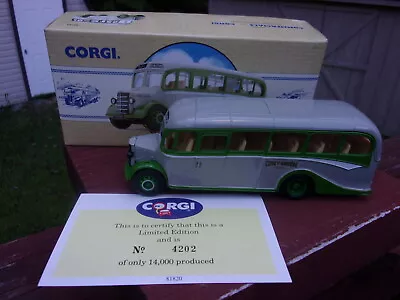 CORGI.
CORGI
This is to certify that this is a
Limited Edition
and is
No 4202
of only 14,000 produced